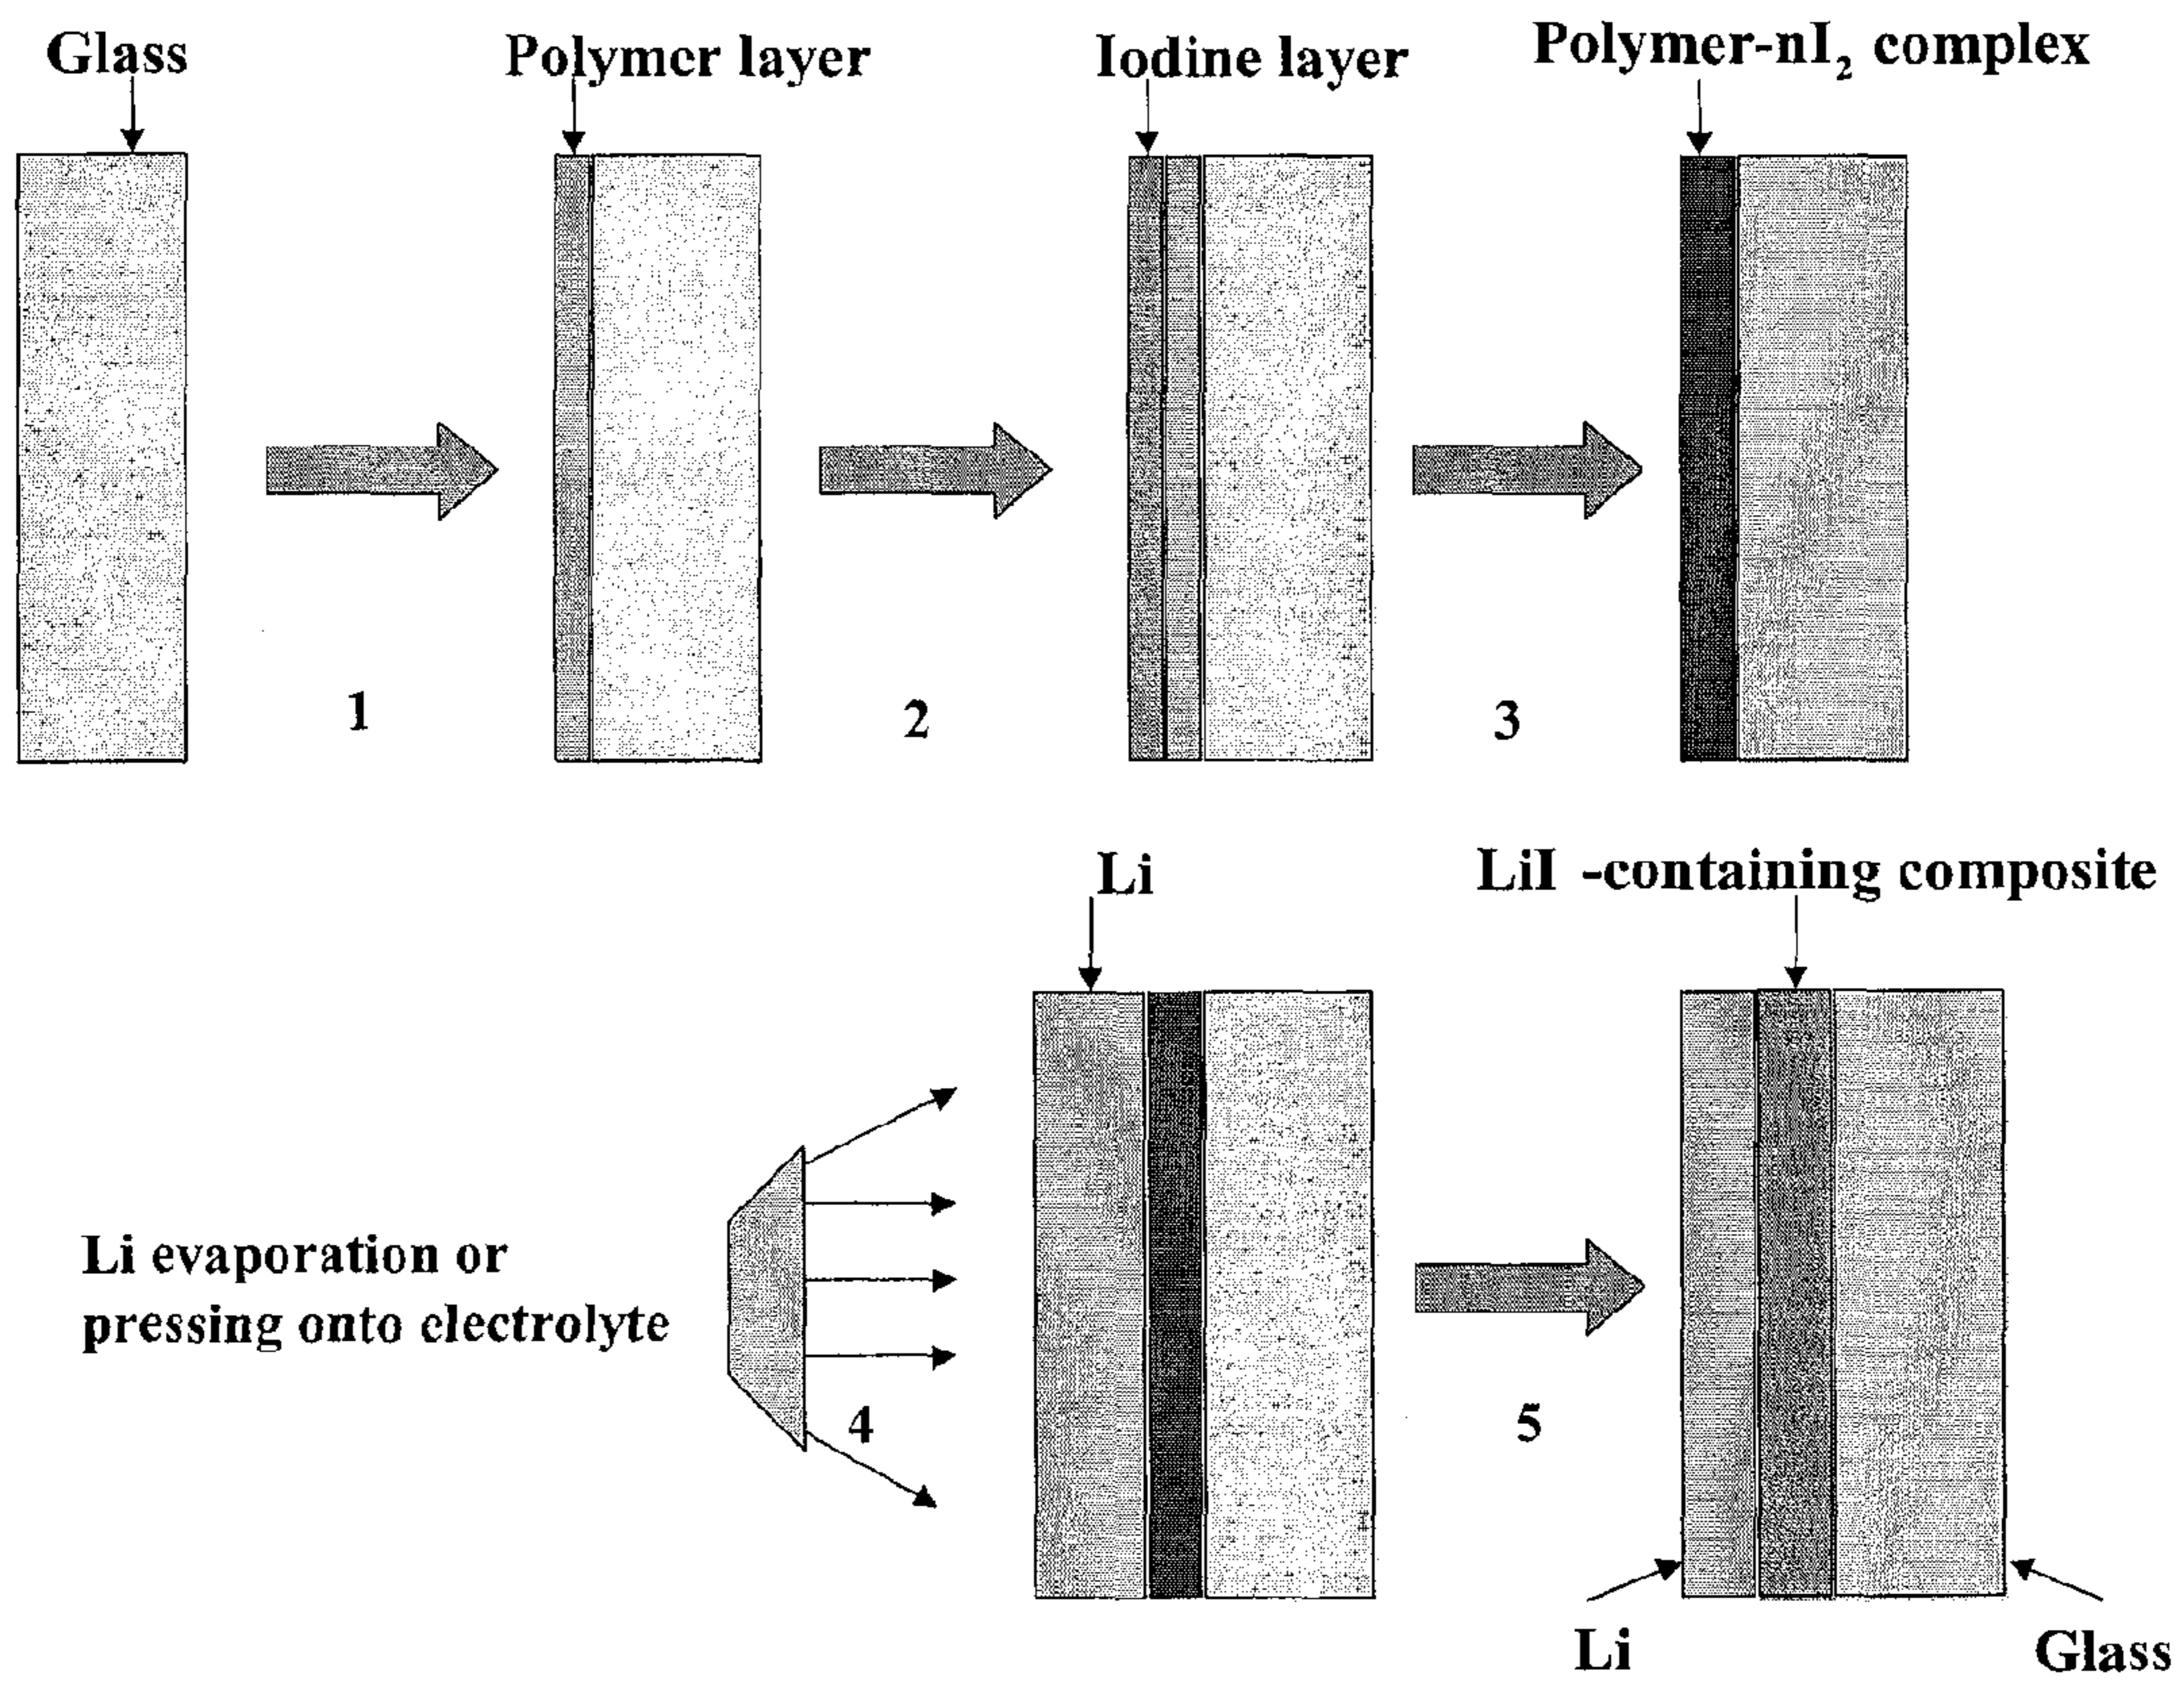 Glass
Polymer layer
Iodine layer
Polymer-nI₂ complex
1
2
3
Li
LiI -containing composite
Li evaporation or
pressing onto electrolyte
4
5
Li
Glass